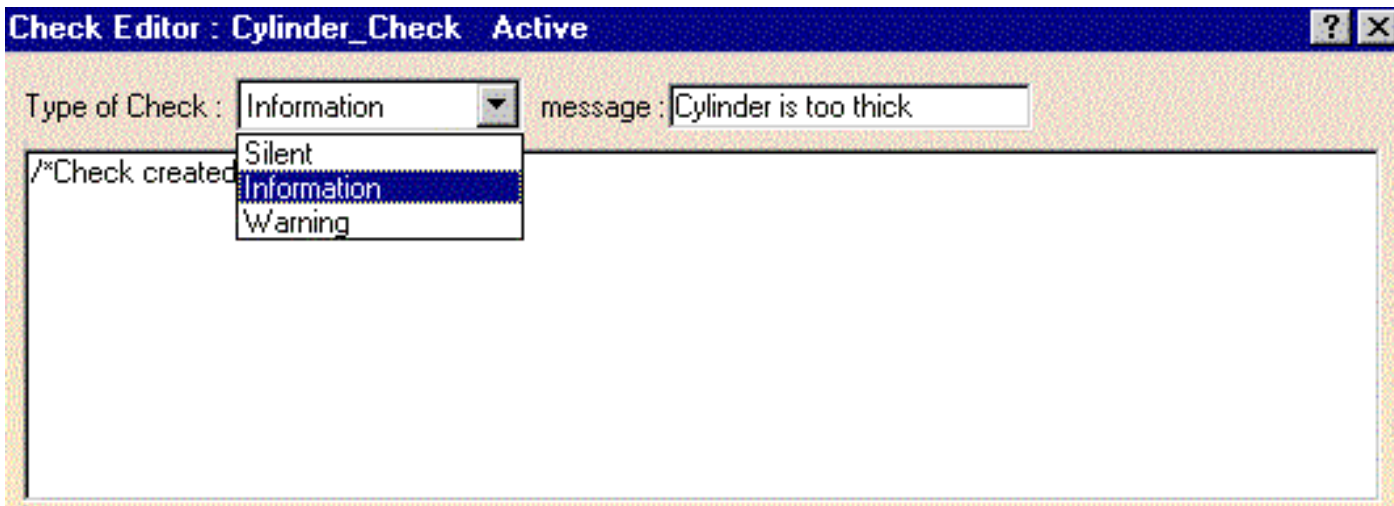 Check Editor : Cylinder_Check Active
Type of Check : Information message : Cylinder is too thick
/*Check created
Silent
Information
Warning